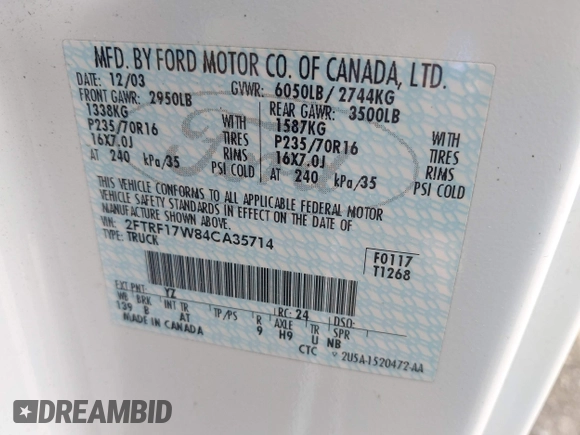 MFD. BY FORD MOTOR CO. OF CANADA, LTD.
DATE: 12/03 GVWR: 6050LB/ 2744KG
FRONT GAWR: 2950LB REAR GAWR: 3500LB
1338KG WITH 1587KG WITH
P235/70R16 TIRES P235/70R16 TIRES
16X7.0J RIMS 16X7.0J RIMS
AT 240 kPa/35 PSI COLD AT 240 kPa/35 PSI COLD
THIS VEHICLE CONFORMS TO ALL APPLICABLE FEDERAL MOTOR
VEHICLE SAFETY STANDARDS IN EFFECT ON THE DATE OF
MANUFACTURE SHOWN ABOVE.
VIN: 2FTRF17W84CA35714 F0117
TYPE: TRUCK T1268
EXT PNT: YZ RC: 24 DSO:
WB BRK INT TR TP/PS R AXLE TR SPR
139 B AT 9 H9 U NB
MADE IN CANADA CTC 2U5A-1520472-AA
Ford
DREAMBID